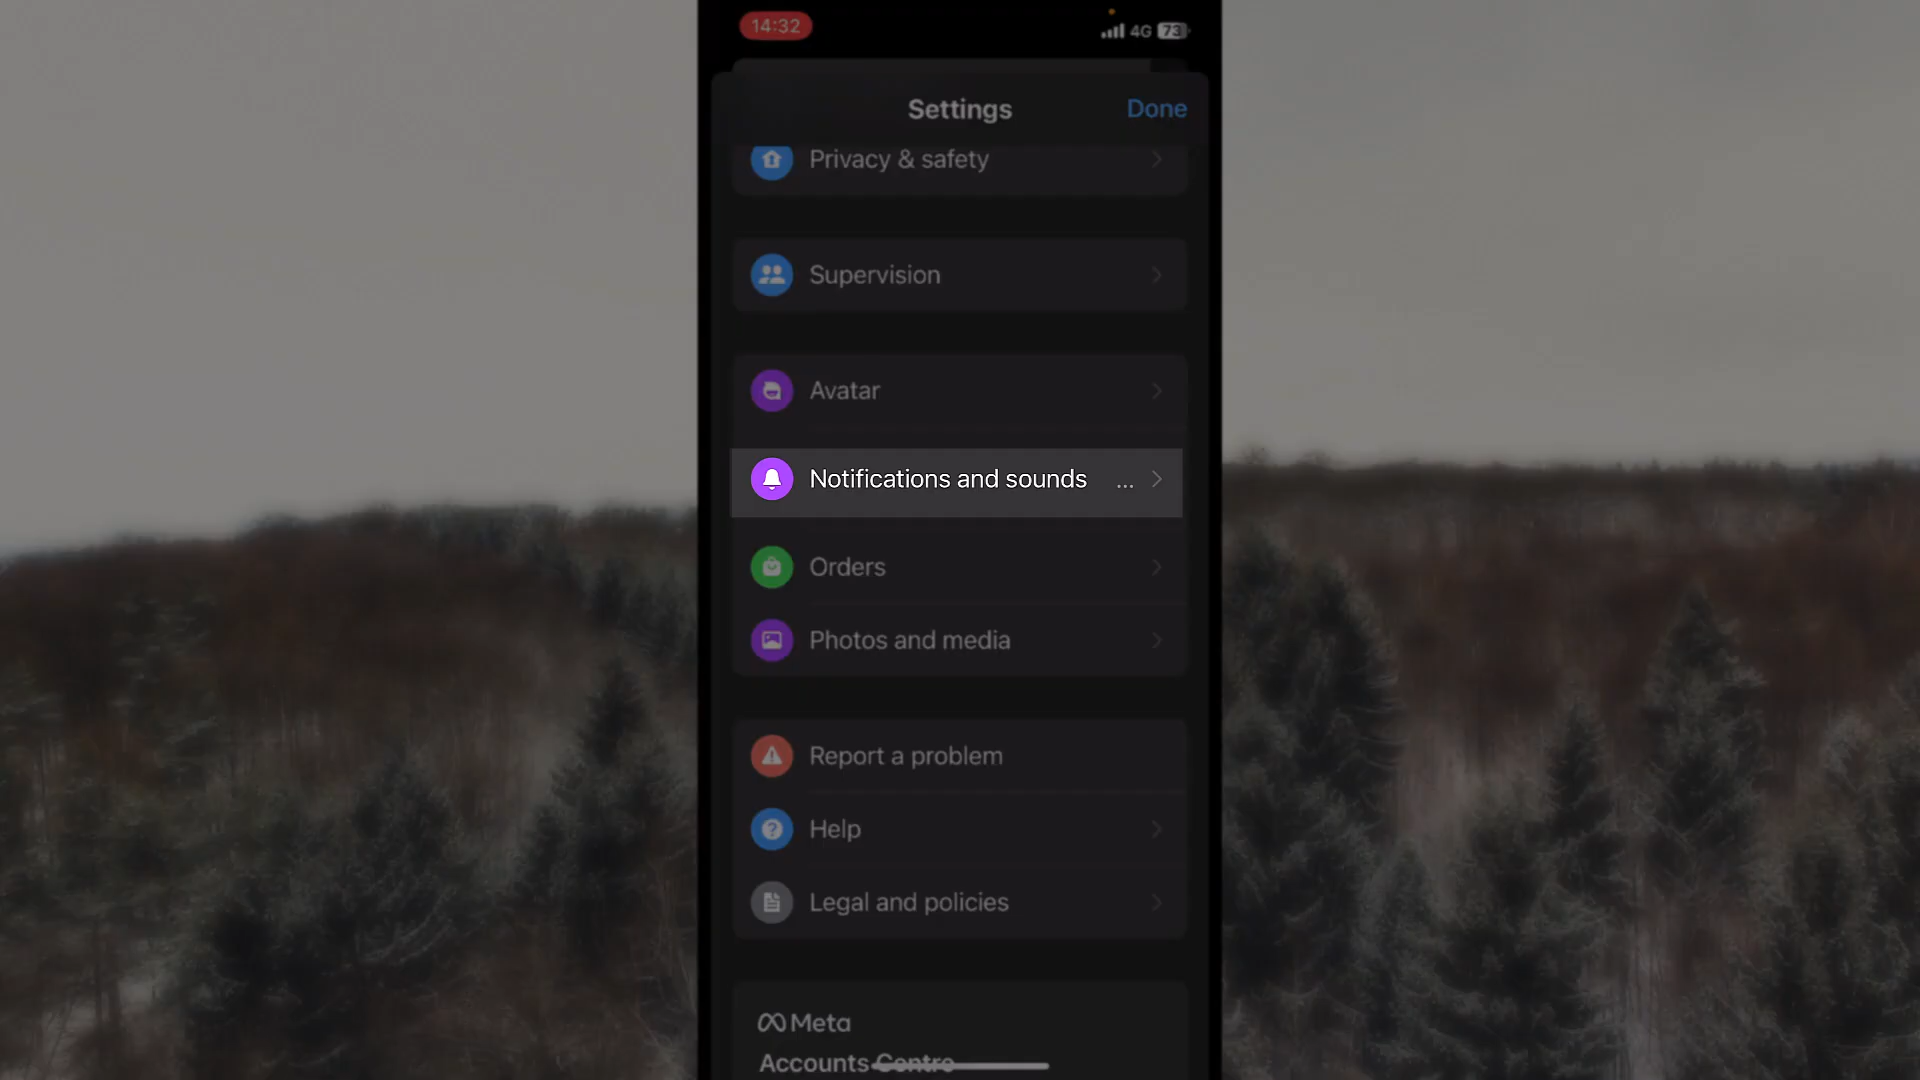 14:32
4G 73
Settings
Done
Privacy & safety
Supervision
Avatar
Notifications and sounds ...
Orders
Photos and media
Report a problem
Help
Legal and policies
Meta
Accounts Centre